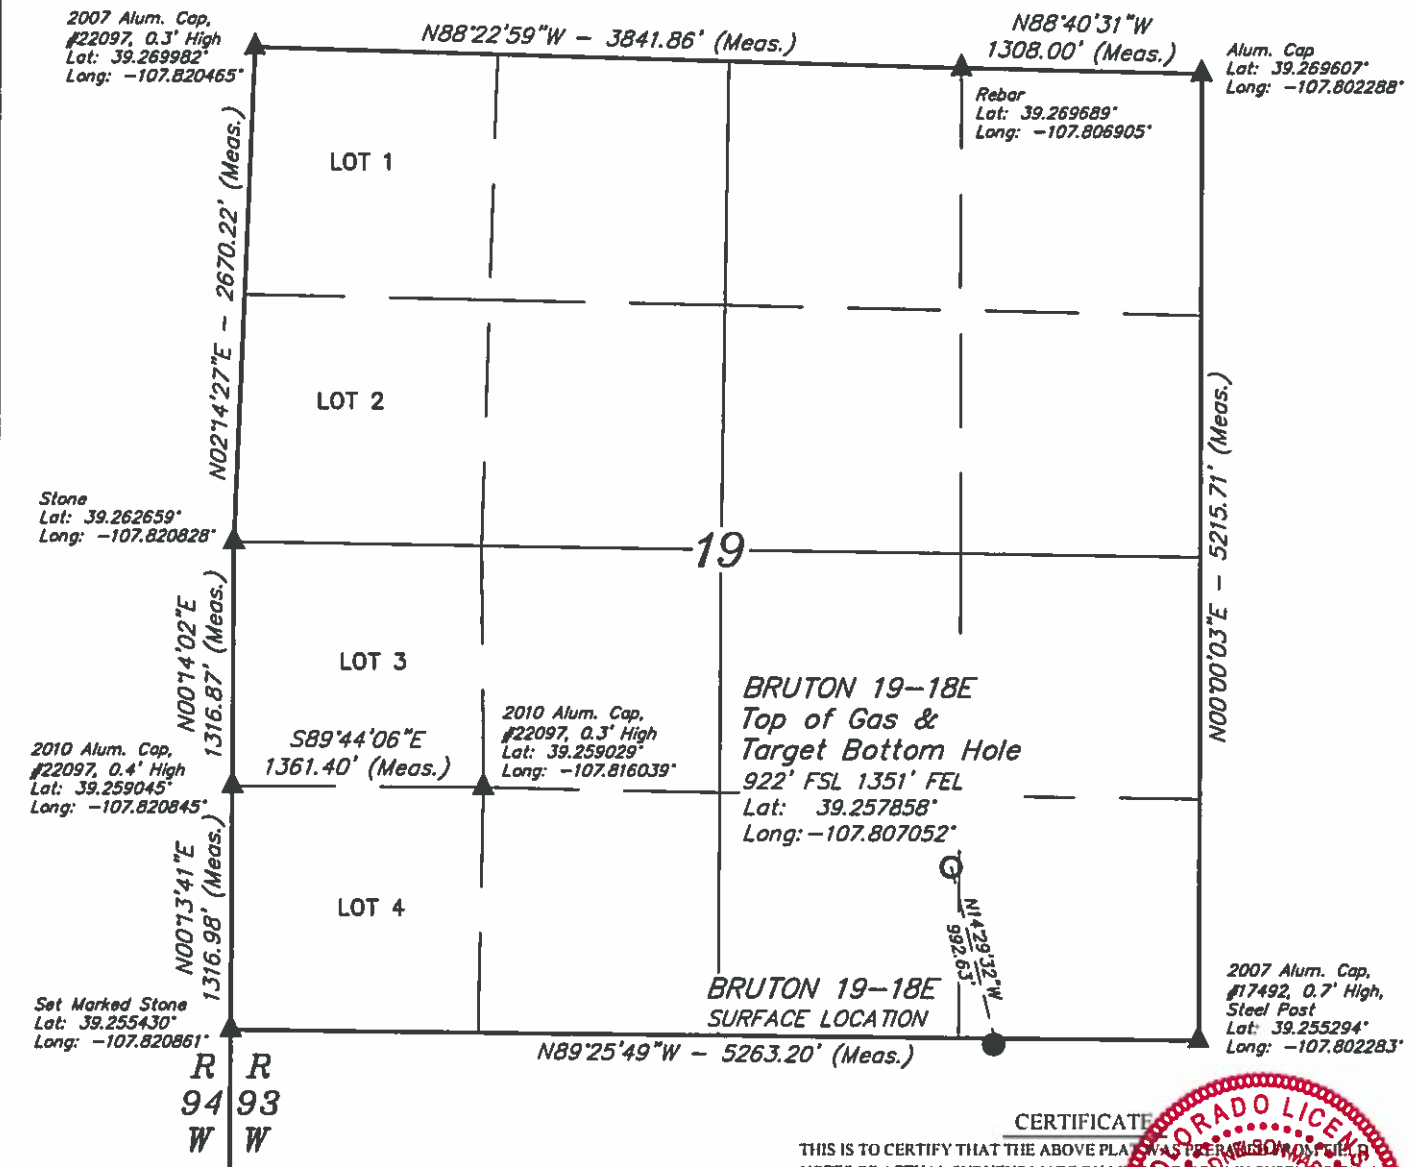 2007 Alum. Cap,
#22097, 0.3' High
Lat: 39.269982°
Long: -107.820465°
N88°22'59"W - 3841.86' (Meas.)
N88°40'31"W
1308.00' (Meas.)
Alum. Cap
Lat: 39.269607°
Long: -107.802288°
Rebar
Lat: 39.269689°
Long: -107.806905°
N02°14'27"E - 2670.22' (Meas.)
LOT 1
LOT 2
Stone
Lat: 39.262659°
Long: -107.820828°
19
N00°00'03"E - 5215.71' (Meas.)
N00°14'02"E
1316.87' (Meas.)
LOT 3
S89°44'06"E
1361.40' (Meas.)
2010 Alum. Cap,
#22097, 0.3' High
Lat: 39.259029°
Long: -107.816039°
2010 Alum. Cap,
#22097, 0.4' High
Lat: 39.259045°
Long: -107.820845°
BRUTON 19-18E
Top of Gas &
Target Bottom Hole
922' FSL 1351' FEL
Lat: 39.257858°
Long: -107.807052°
N00°13'41"E
1316.98' (Meas.)
LOT 4
N14°29'32"W
992.63'
BRUTON 19-18E
SURFACE LOCATION
Set Marked Stone
Lat: 39.255430°
Long: -107.820861°
2007 Alum. Cap,
#17492, 0.7' High,
Steel Post
Lat: 39.255294°
Long: -107.802283°
N89°25'49"W - 5263.20' (Meas.)
R R
94 93
W W
CERTIFICATE
THIS IS TO CERTIFY THAT THE ABOVE PLAT WAS PREPARED FROM FIELD